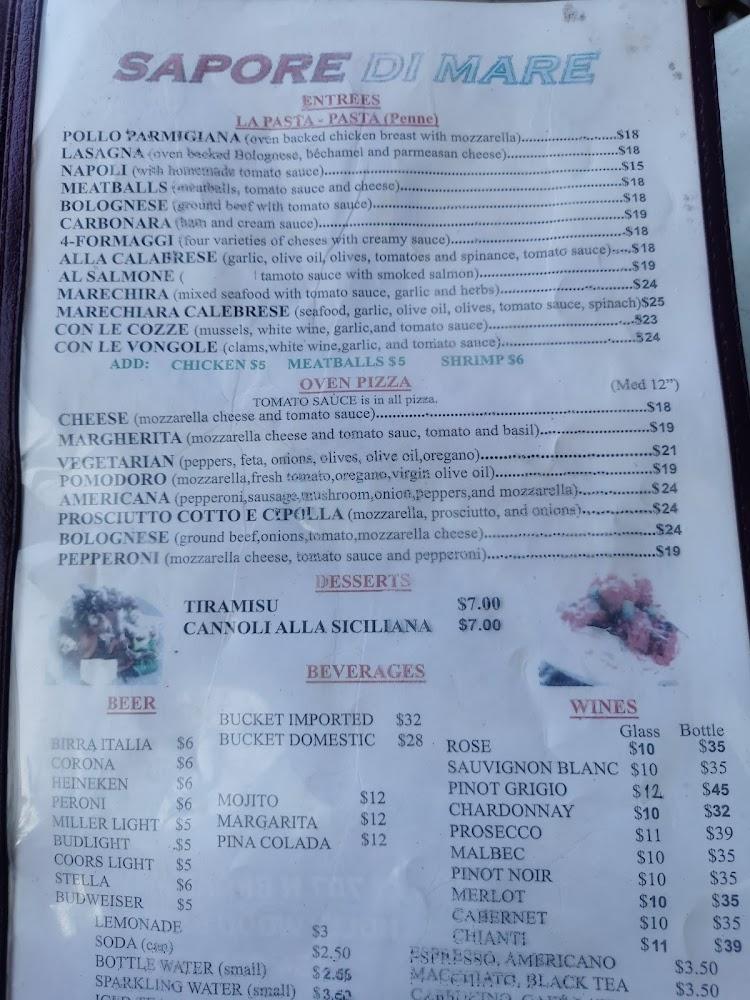 SAPORE DI MARE
ENTREES
LA PASTA - PASTA (Penne)
POLLO PARMIGIANA (oven backed chicken breast with mozzarella)......$18
LASAGNA (oven backed Bolognese, béchamel and parmeasan cheese)......$18
NAPOLI (with homemade tomato sauce)......$15
MEATBALLS (meatballs, tomato sauce and cheese)......$18
BOLOGNESE (ground beef with tomato sauce)......$18
CARBONARA (ham and cream sauce)......$19
4-FORMAGGI (four varieties of cheses with creamy sauce)......$18
ALLA CALABRESE (garlic, olive oil, olives, tomatoes and spinance, tomato sauce)....$18
AL SALMONE ( tamoto sauce with smoked salmon)......$19
MARECHIRA (mixed seafood with tomato sauce, garlic and herbs)......$24
MARECHIARA CALEBRESE (seafood, garlic, olive oil, olives, tomato sauce, spinach)$25
CON LE COZZE (mussels, white wine, garlic,and tomato sauce)......$23
CON LE VONGOLE (clams,white wine,garlic, and tomato sauce)......$24
ADD: CHICKEN $5 MEATBALLS $5 SHRIMP $6
OVEN PIZZA (Med 12")
TOMATO SAUCE is in all pizza.
CHEESE (mozzarella cheese and tomato sauce)......$18
MARGHERITA (mozzarella cheese and tomato sauc, tomato and basil)......$19
VEGETARIAN (peppers, feta, onions, olives, olive oil,oregano)......$21
POMODORO (mozzarella,fresh tomato,oregano,virgin olive oil)......$19
AMERICANA (pepperoni,sausage,mushroom,onion,peppers,and mozzarella)......$24
PROSCIUTTO COTTO E CIPOLLA (mozzarella, prosciutto, and onions)......$24
BOLOGNESE (ground beef,onions,tomato,mozzarella cheese)......$24
PEPPERONI (mozzarella cheese, tomato sauce and pepperoni)......$19
DESSERTS
TIRAMISU $7.00
CANNOLI ALLA SICILIANA $7.00
BEVERAGES
BEER
BIRRA ITALIA $6
CORONA $6
HEINEKEN $6
PERONI $6
MILLER LIGHT $5
BUDLIGHT .$5
COORS LIGHT $5
STELLA $6
BUDWEISER $5
BUCKET IMPORTED $32
BUCKET DOMESTIC $28
MOJITO $12
MARGARITA $12
PINA COLADA $12
WINES
Glass Bottle
ROSE $10 $35
SAUVIGNON BLANC $10 $35
PINOT GRIGIO $12 $45
CHARDONNAY $10 $32
PROSECCO $11 $39
MALBEC $10 $35
PINOT NOIR $10 $35
MERLOT $10 $35
CABERNET $10 $35
CHIANTI $11 $39
LEMONADE $3
SODA (can) $2.50
BOTTLE WATER (small)
SPARKLING WATER (small)
ESPRESSO, AMERICANO $3.50
MACCHIATO, BLACK TEA $3.50